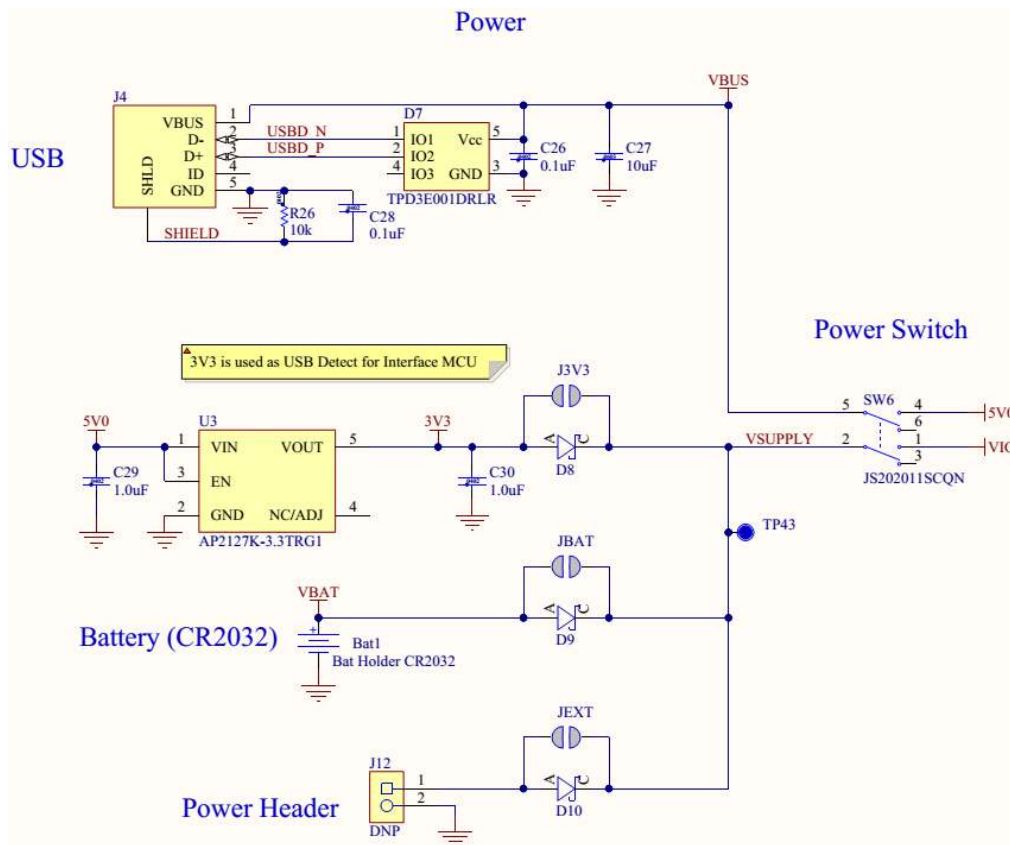 Power
USB
J4
VBUS
D-
D+
ID
GND
SHLD
1
2
3
4
5
USBD_N
USBD_P
SHIELD
D7
IO1
IO2
IO3
Vcc
GND
1
2
4
5
3
TPD3E001DRLR
R26
10k
C28
0.1uF
C26
0.1uF
C27
10uF
VBUS
3V3 is used as USB Detect for Interface MCU
Power Switch
SW6
5
4
6
2
1
3
5V0
VSUPPLY
JS202011SCQN
5V0
C29
1.0uF
U3
VIN
EN
GND
VOUT
NC/ADJ
1
3
2
5
4
AP2127K-3.3TRG1
3V3
C30
1.0uF
J3V3
A
C
D8
TP43
JBAT
A
C
D9
VBAT
Battery (CR2032)
+
Bat1
Bat Holder CR2032
JEXT
A
C
D10
Power Header
J12
1
2
DNP